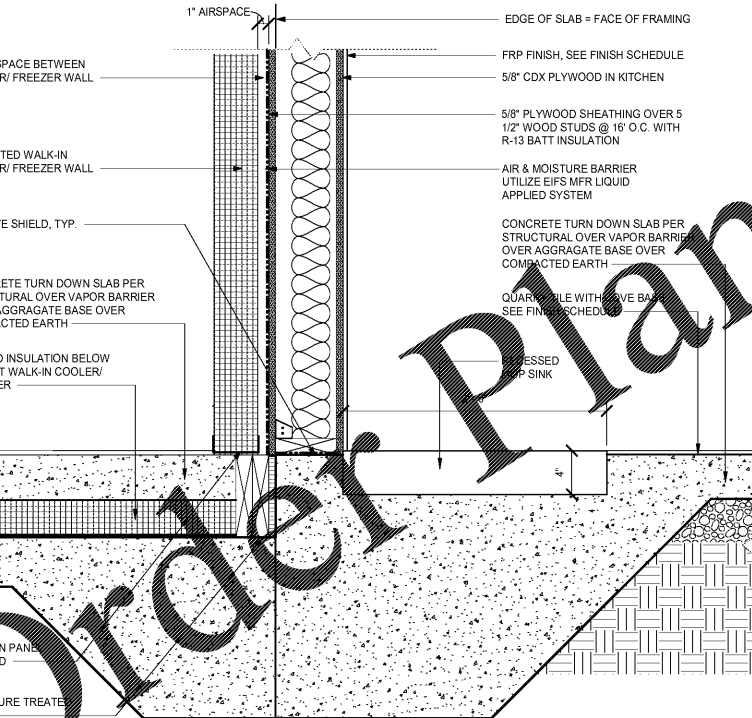 1" AIRSPACE
EDGE OF SLAB = FACE OF FRAMING
SPACE BETWEEN
R/ FREEZER WALL
FRP FINISH, SEE FINISH SCHEDULE
5/8" CDX PLYWOOD IN KITCHEN
5/8" PLYWOOD SHEATHING OVER 5
1/2" WOOD STUDS @ 16' O.C. WITH
R-13 BATT INSULATION
TED WALK-IN
R/ FREEZER WALL
AIR & MOISTURE BARRIER
UTILIZE EIFS MFR LIQUID
APPLIED SYSTEM
E SHIELD, TYP.
CONCRETE TURN DOWN SLAB PER
STRUCTURAL OVER VAPOR BARRIER
OVER AGGRAGATE BASE OVER
COMPACTED EARTH
ETE TURN DOWN SLAB PER
TURAL OVER VAPOR BARRIER
AGGRAGATE BASE OVER
CTED EARTH
QUARRY TILE WITH COVE BASE
SEE FINISH SCHEDULE
D INSULATION BELOW
T WALK-IN COOLER/
ER
RECESSED
MOP SINK
4"
N PANEL
D
URE TREATED
Order Plan